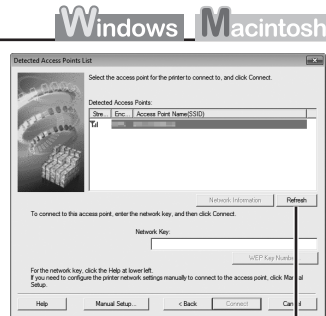 Windows Macintosh
Detected Access Points List
Select the access point for the printer to connect to, and click Connect.
Detected Access Points:
Stre... Enc... Access Point Name(SSID)
Network Information Refresh
To connect to this access point, enter the network key, and then click Connect.
Network Key:
WEP Key Number
For the network key, click the Help at lower left.
If you need to configure the printer network settings manually to connect to the access point, click Manual
Setup.
Help Manual Setup... < Back Connect Cancel